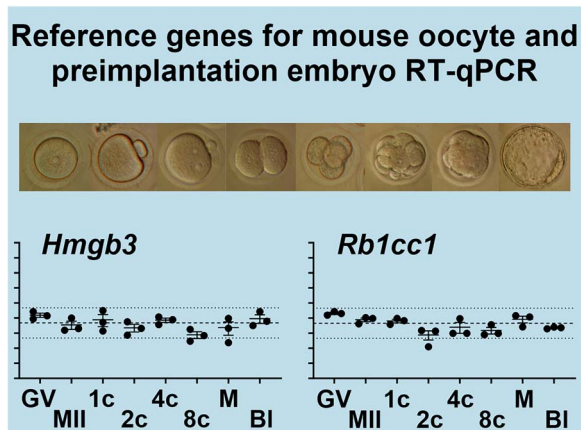 Reference genes for mouse oocyte and
preimplantation embryo RT-qPCR
Hmgb3
Rb1cc1
GV MII 1c 2c 4c 8c M Bl
GV MII 1c 2c 4c 8c M Bl